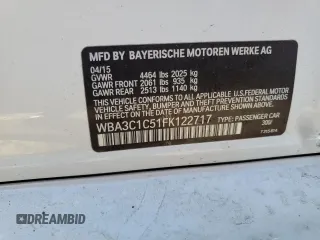 MFD BY BAYERISCHE MOTOREN WERKE AG
04/15
GVWR 4464 lbs 2025 kg
GAWR FRONT 2061 lbs 935 kg
GAWR REAR 2513 lbs 1140 kg
THIS VEHICLE CONFORMS TO ALL APPLICABLE
FEDERAL MOTOR VEHICLE SAFETY, BUMPER
AND THEFT PREVENTION STANDARDS IN EFFECT
ON THE DATE OF MANUFACTURE SHOWN ABOVE.
WBA3C1C51FK122717 TYPE: PASSENGER CAR
© DREAMBID
DREAMBID.COM